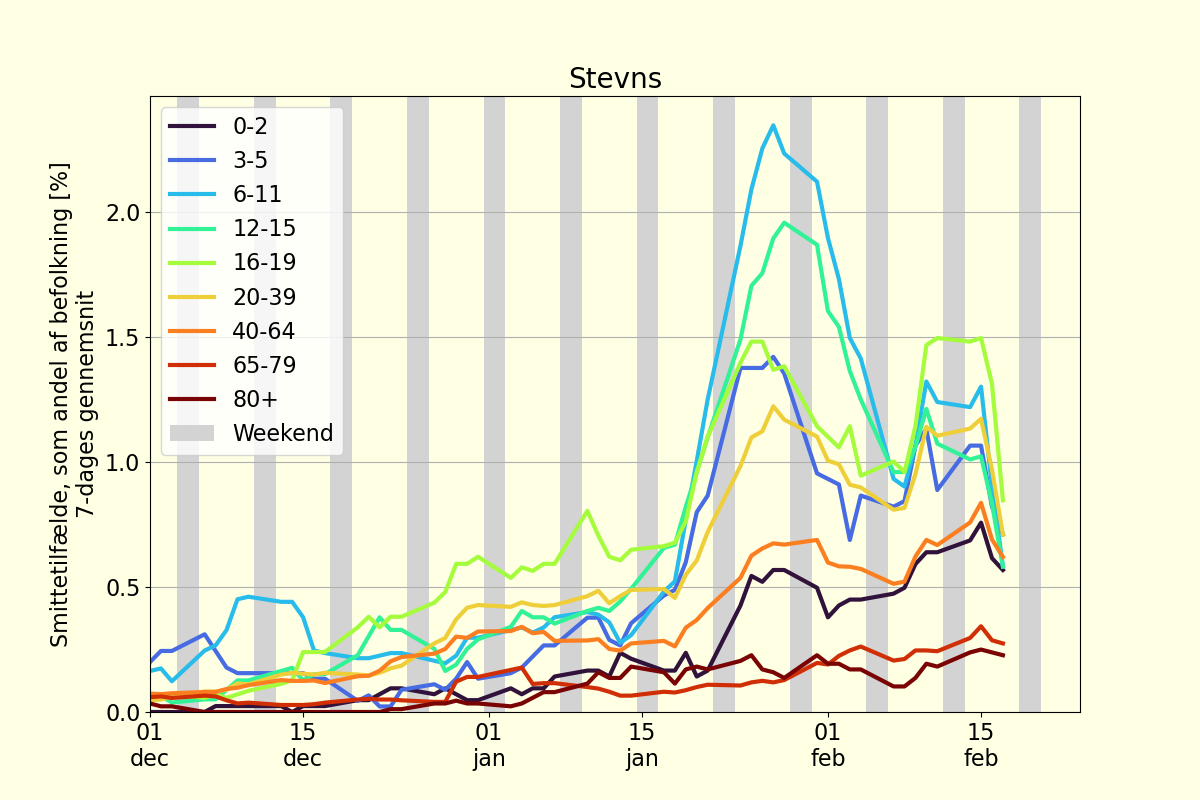 Stevns
Smittetilfælde, som andel af befolkning [%]
7-dages gennemsnit
2.0
1.5
1.0
0.5
0.0
0-2
3-5
6-11
12-15
16-19
20-39
40-64
65-79
80+
Weekend
01 15 01 15 01 15
dec dec jan jan feb feb